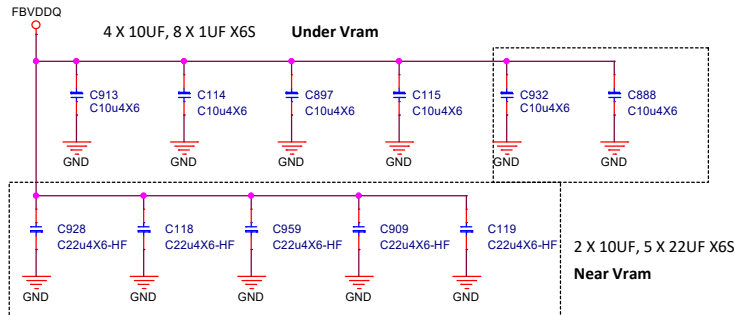 FBVDDQ
4 X 10UF, 8 X 1UF X6S Under Vram
C913 C114 C897 C115 C932 C888
C10u4X6 C10u4X6 C10u4X6 C10u4X6 C10u4X6 C10u4X6
GND GND GND GND GND GND
C928 C118 C959 C909 C119
C22u4X6-HF C22u4X6-HF C22u4X6-HF C22u4X6-HF C22u4X6-HF
2 X 10UF, 5 X 22UF X6S
Near Vram
GND GND GND GND GND